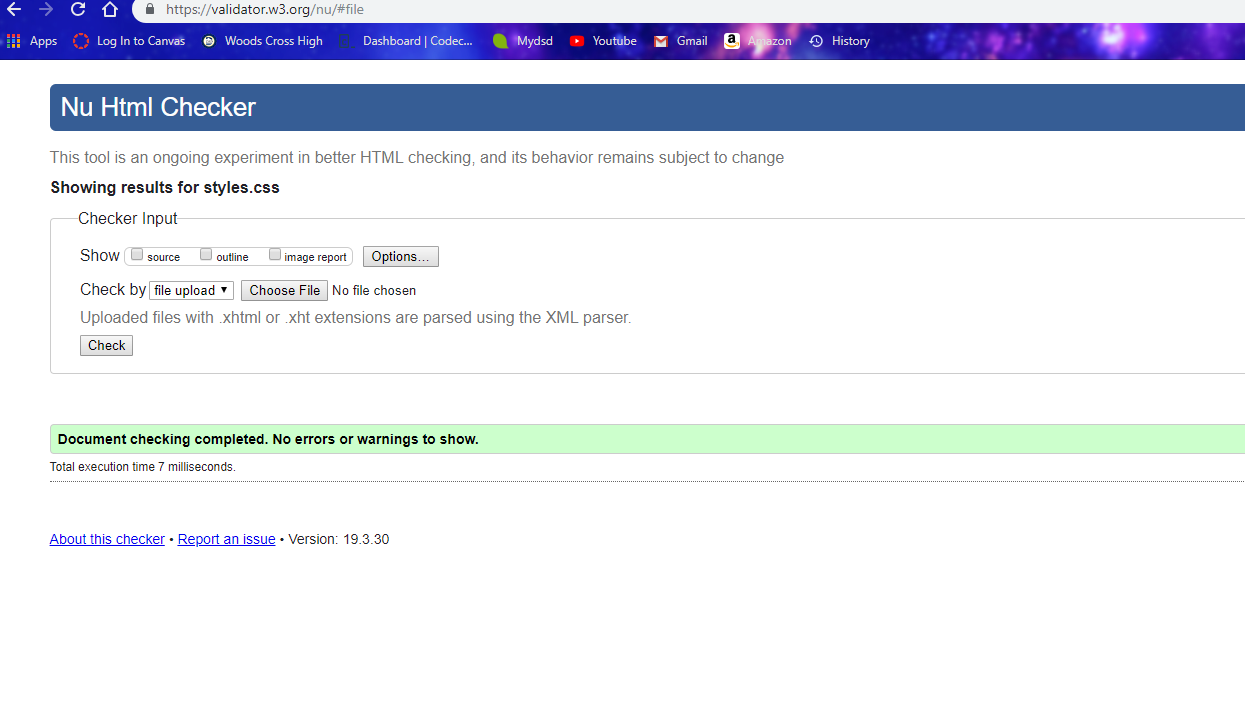 https://validator.w3.org/nu/#file
Apps Log In to Canvas Woods Cross High Dashboard | Codec... Mydsd Youtube Gmail Amazon History
Nu Html Checker
This tool is an ongoing experiment in better HTML checking, and its behavior remains subject to change
Showing results for styles.css
Checker Input
Show source outline image report Options...
Check by file upload Choose File No file chosen
Uploaded files with .xhtml or .xht extensions are parsed using the XML parser.
Check
Document checking completed. No errors or warnings to show.
Total execution time 7 milliseconds.
About this checker • Report an issue • Version: 19.3.30